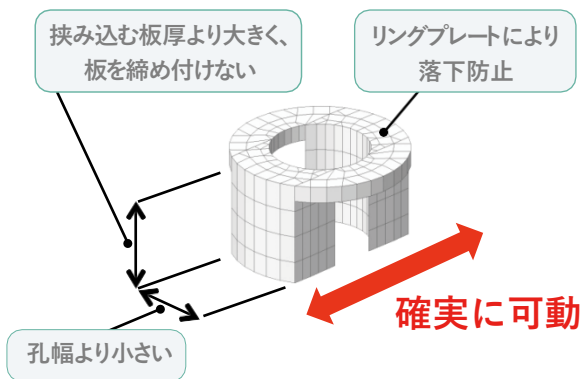 挟み込む板厚より大きく、
板を締め付けない
リングプレートにより
落下防止
確実に可動
孔幅より小さい